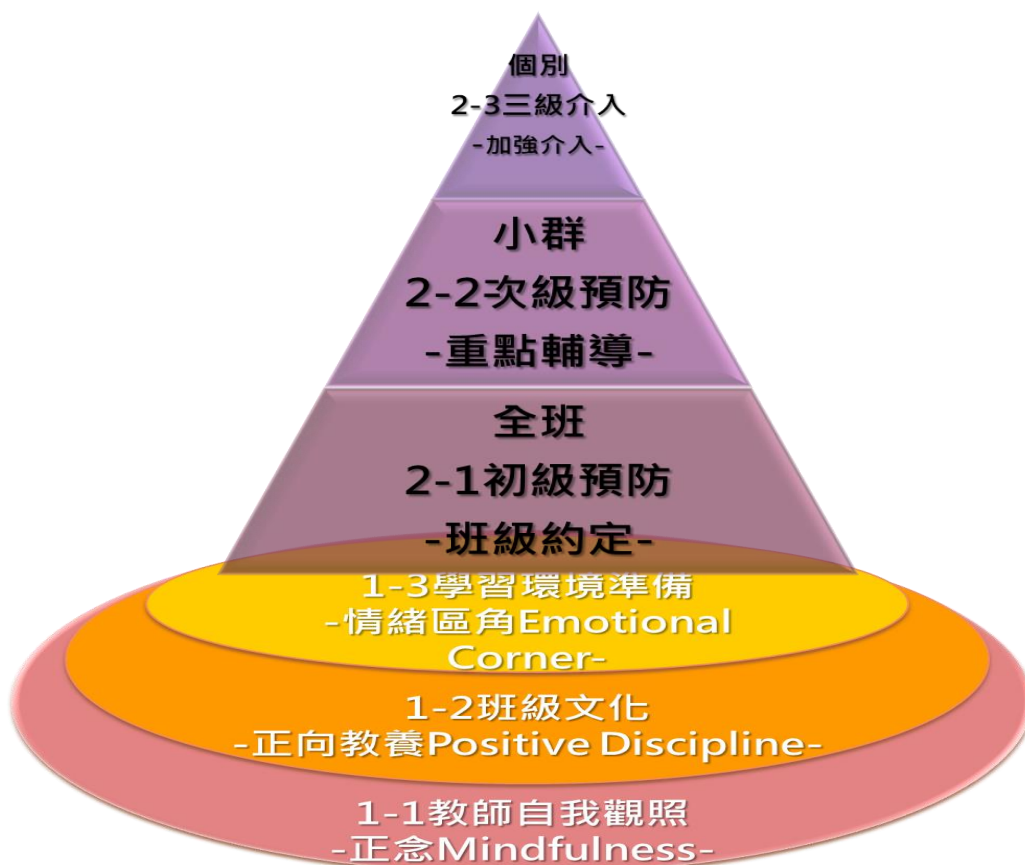 個別
2-3三級介入
-加強介入-
小群
2-2次級預防
-重點輔導-
全班
2-1初級預防
-班級約定-
1-3學習環境準備
-情緒區角Emotional
Corner-
1-2班級文化
-正向教養Positive Discipline-
1-1教師自我觀照
-正念Mindfulness-